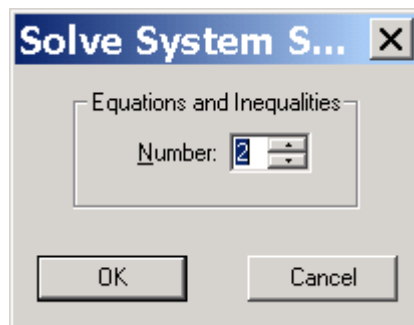 Solve System S...
Equations and Inequalities
Number: 2
OK Cancel